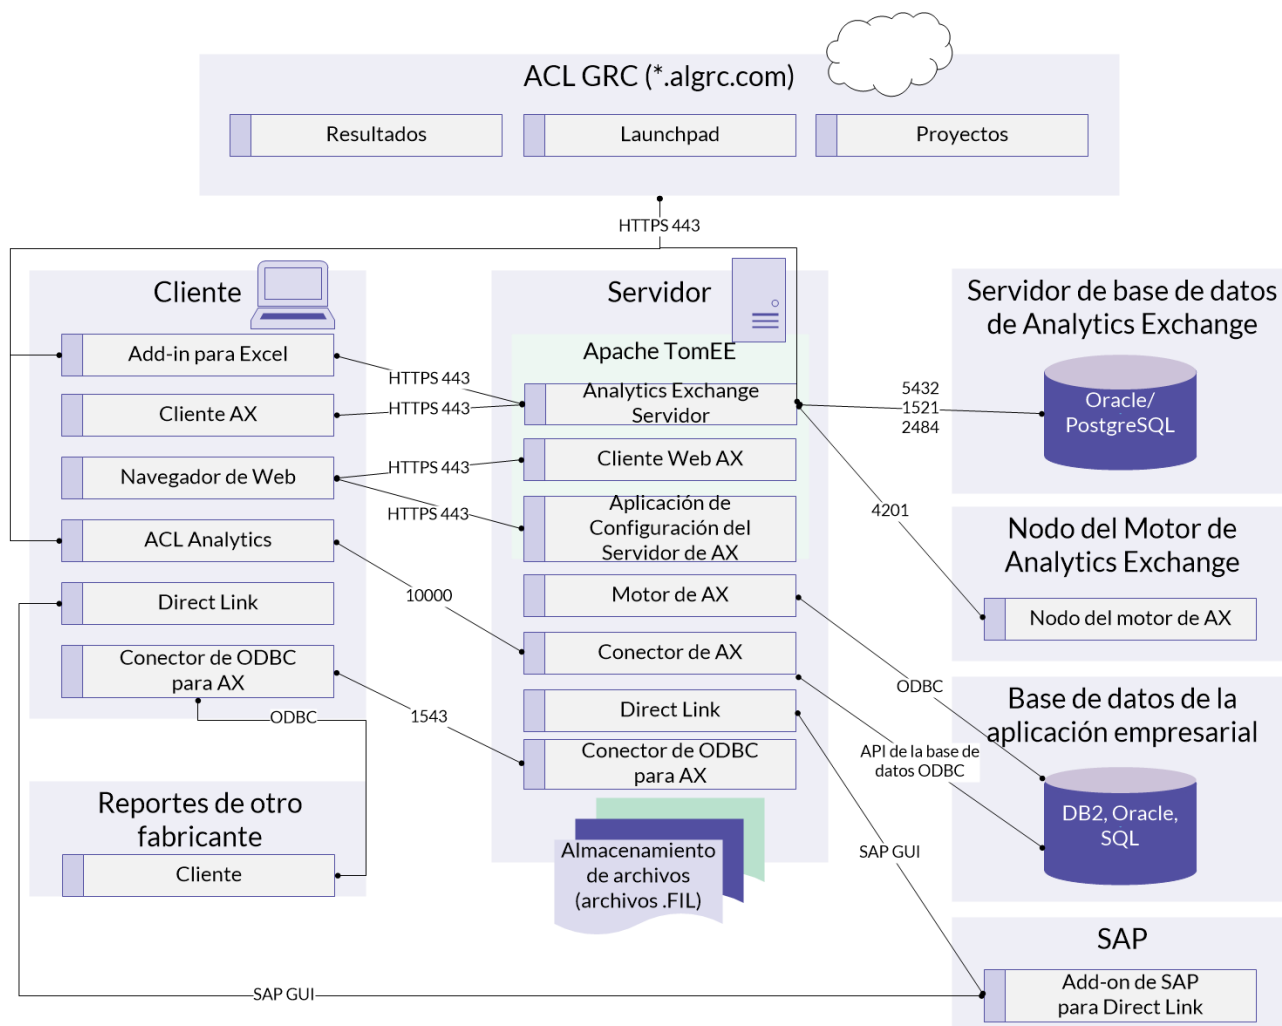 ACL GRC (*.algrc.com)
Resultados
Launchpad
Proyectos
HTTPS 443
Cliente
Add-in para Excel
Cliente AX
Navegador de Web
ACL Analytics
Direct Link
Conector de ODBC
para AX
ODBC
Reportes de otro
fabricante
Cliente
HTTPS 443
HTTPS 443
HTTPS 443
HTTPS 443
10000
1543
SAP GUI
Servidor
Apache TomEE
Analytics Exchange
Servidor
Cliente Web AX
Aplicación de
Configuración del
Servidor de AX
Motor de AX
Conector de AX
Direct Link
Conector de ODBC
para AX
Almacenamiento
de archivos
(archivos .FIL)
5432
1521
2484
4201
ODBC
API de la base de
datos ODBC
SAP GUI
Servidor de base de datos
de Analytics Exchange
Oracle/
PostgreSQL
Nodo del Motor de
Analytics Exchange
Nodo del motor de AX
Base de datos de la
aplicación empresarial
DB2, Oracle,
SQL
SAP
Add-on de SAP
para Direct Link